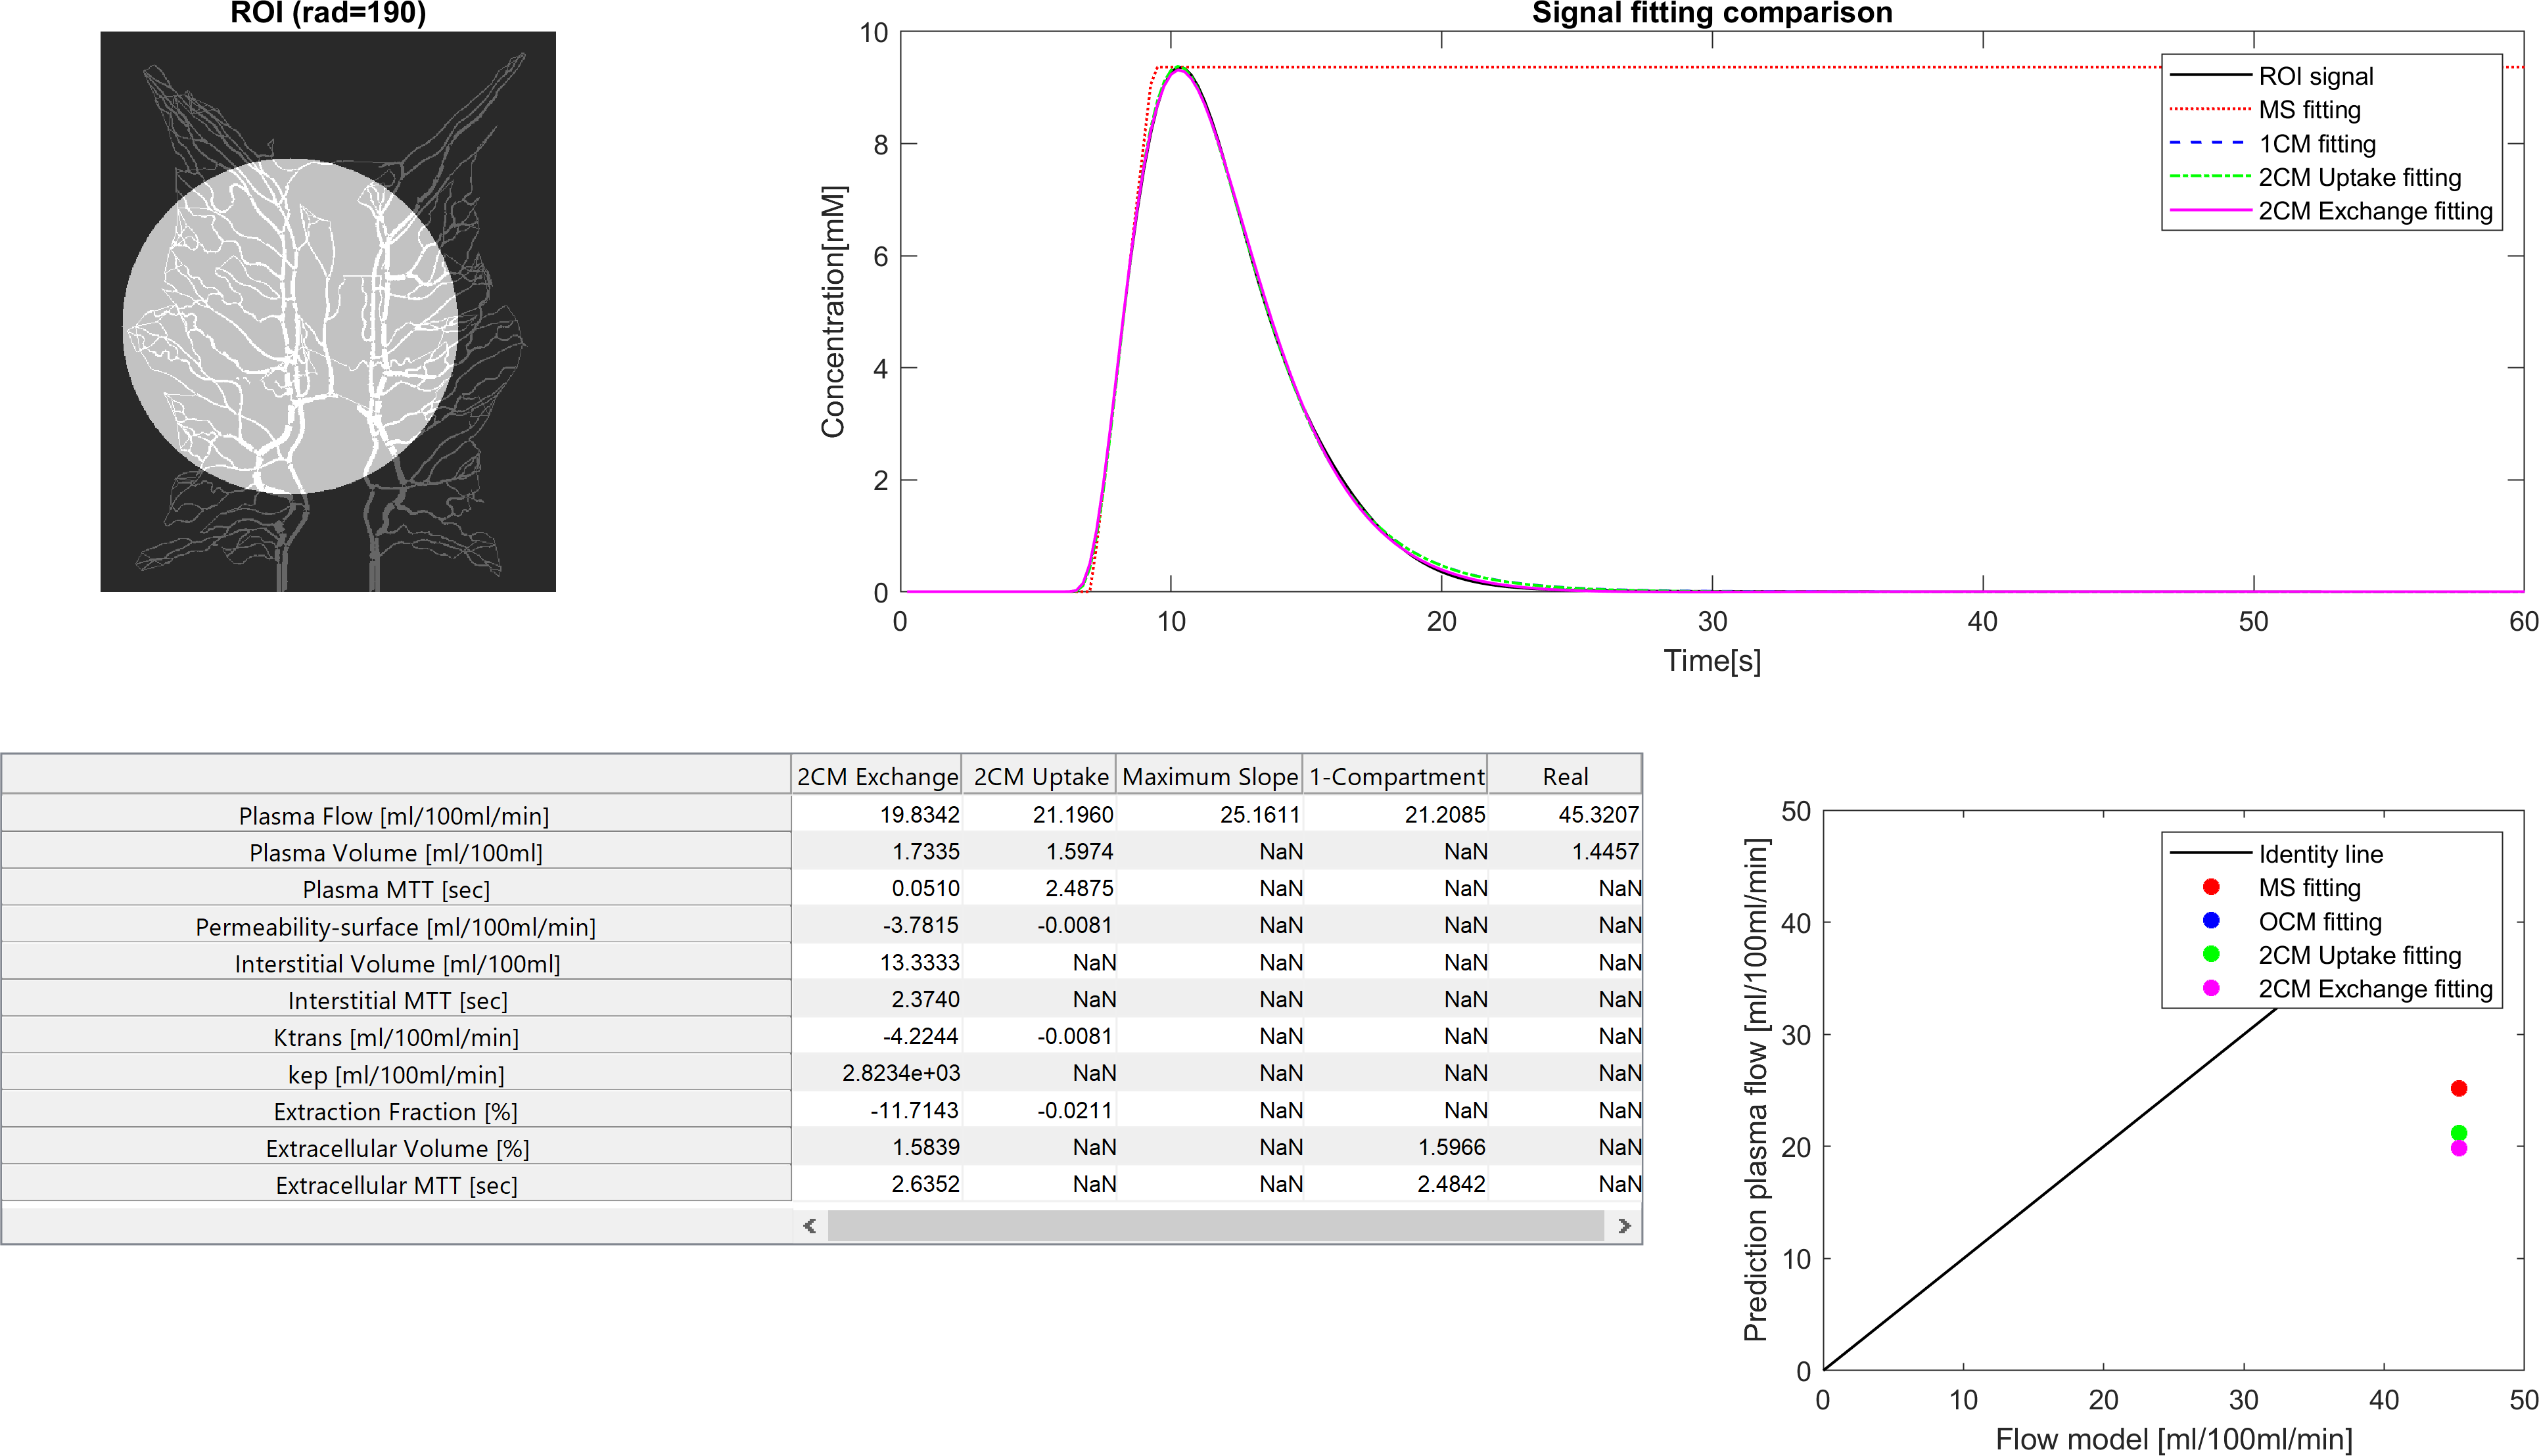 ROI (rad=190)
Signal fitting comparison
10
8
6
4
2
0
Concentration[mM]
0 10 20 30 40 50 60
Time[s]
ROI signal
MS fitting
1CM fitting
2CM Uptake fitting
2CM Exchange fitting
2CM Exchange 2CM Uptake Maximum Slope 1-Compartment Real
Plasma Flow [ml/100ml/min] 19.8342 21.1960 25.1611 21.2085 45.3207
Plasma Volume [ml/100ml] 1.7335 1.5974 NaN NaN 1.4457
Plasma MTT [sec] 0.0510 2.4875 NaN NaN NaN
Permeability-surface [ml/100ml/min] -3.7815 -0.0081 NaN NaN NaN
Interstitial Volume [ml/100ml] 13.3333 NaN NaN NaN NaN
Interstitial MTT [sec] 2.3740 NaN NaN NaN NaN
Ktrans [ml/100ml/min] -4.2244 -0.0081 NaN NaN NaN
kep [ml/100ml/min] 2.8234e+03 NaN NaN NaN NaN
Extraction Fraction [%] -11.7143 -0.0211 NaN NaN NaN
Extracellular Volume [%] 1.5839 NaN NaN 1.5966 NaN
Extracellular MTT [sec] 2.6352 NaN NaN 2.4842 NaN
50
40
30
20
10
0
Prediction plasma flow [ml/100ml/min]
Identity line
MS fitting
OCM fitting
2CM Uptake fitting
2CM Exchange fitting
0 10 20 30 40 50
Flow model [ml/100ml/min]